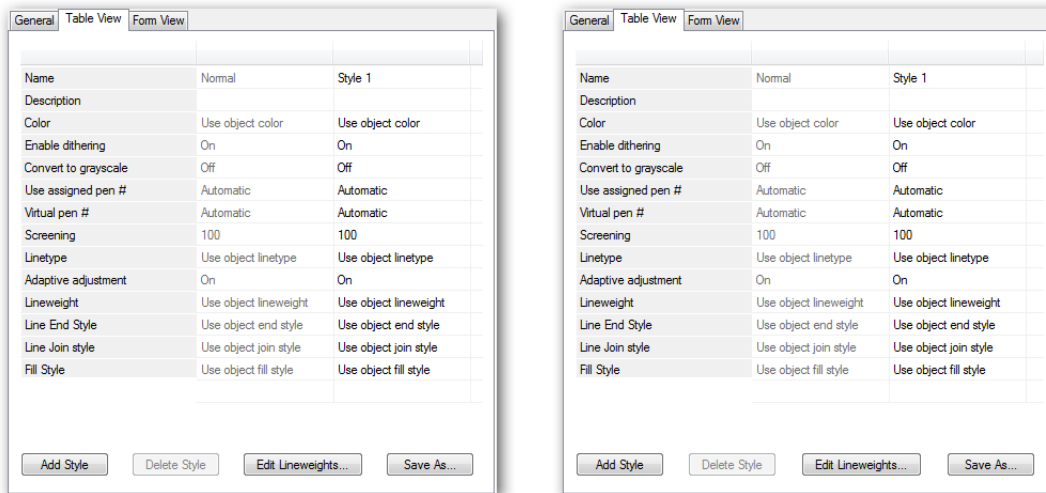 General Table View Form View
Name Normal Style 1
Description
Color Use object color Use object color
Enable dithering On On
Convert to grayscale Off Off
Use assigned pen # Automatic Automatic
Virtual pen # Automatic Automatic
Screening 100 100
Linetype Use object linetype Use object linetype
Adaptive adjustment On On
Lineweight Use object lineweight Use object lineweight
Line End Style Use object end style Use object end style
Line Join style Use object join style Use object join style
Fill Style Use object fill style Use object fill style
Add Style Delete Style Edit Lineweights... Save As...
General Table View Form View
Name Normal Style 1
Description
Color Use object color Use object color
Enable dithering On On
Convert to grayscale Off Off
Use assigned pen # Automatic Automatic
Virtual pen # Automatic Automatic
Screening 100 100
Linetype Use object linetype Use object linetype
Adaptive adjustment On On
Lineweight Use object lineweight Use object lineweight
Line End Style Use object end style Use object end style
Line Join style Use object join style Use object join style
Fill Style Use object fill style Use object fill style
Add Style Delete Style Edit Lineweights... Save As...